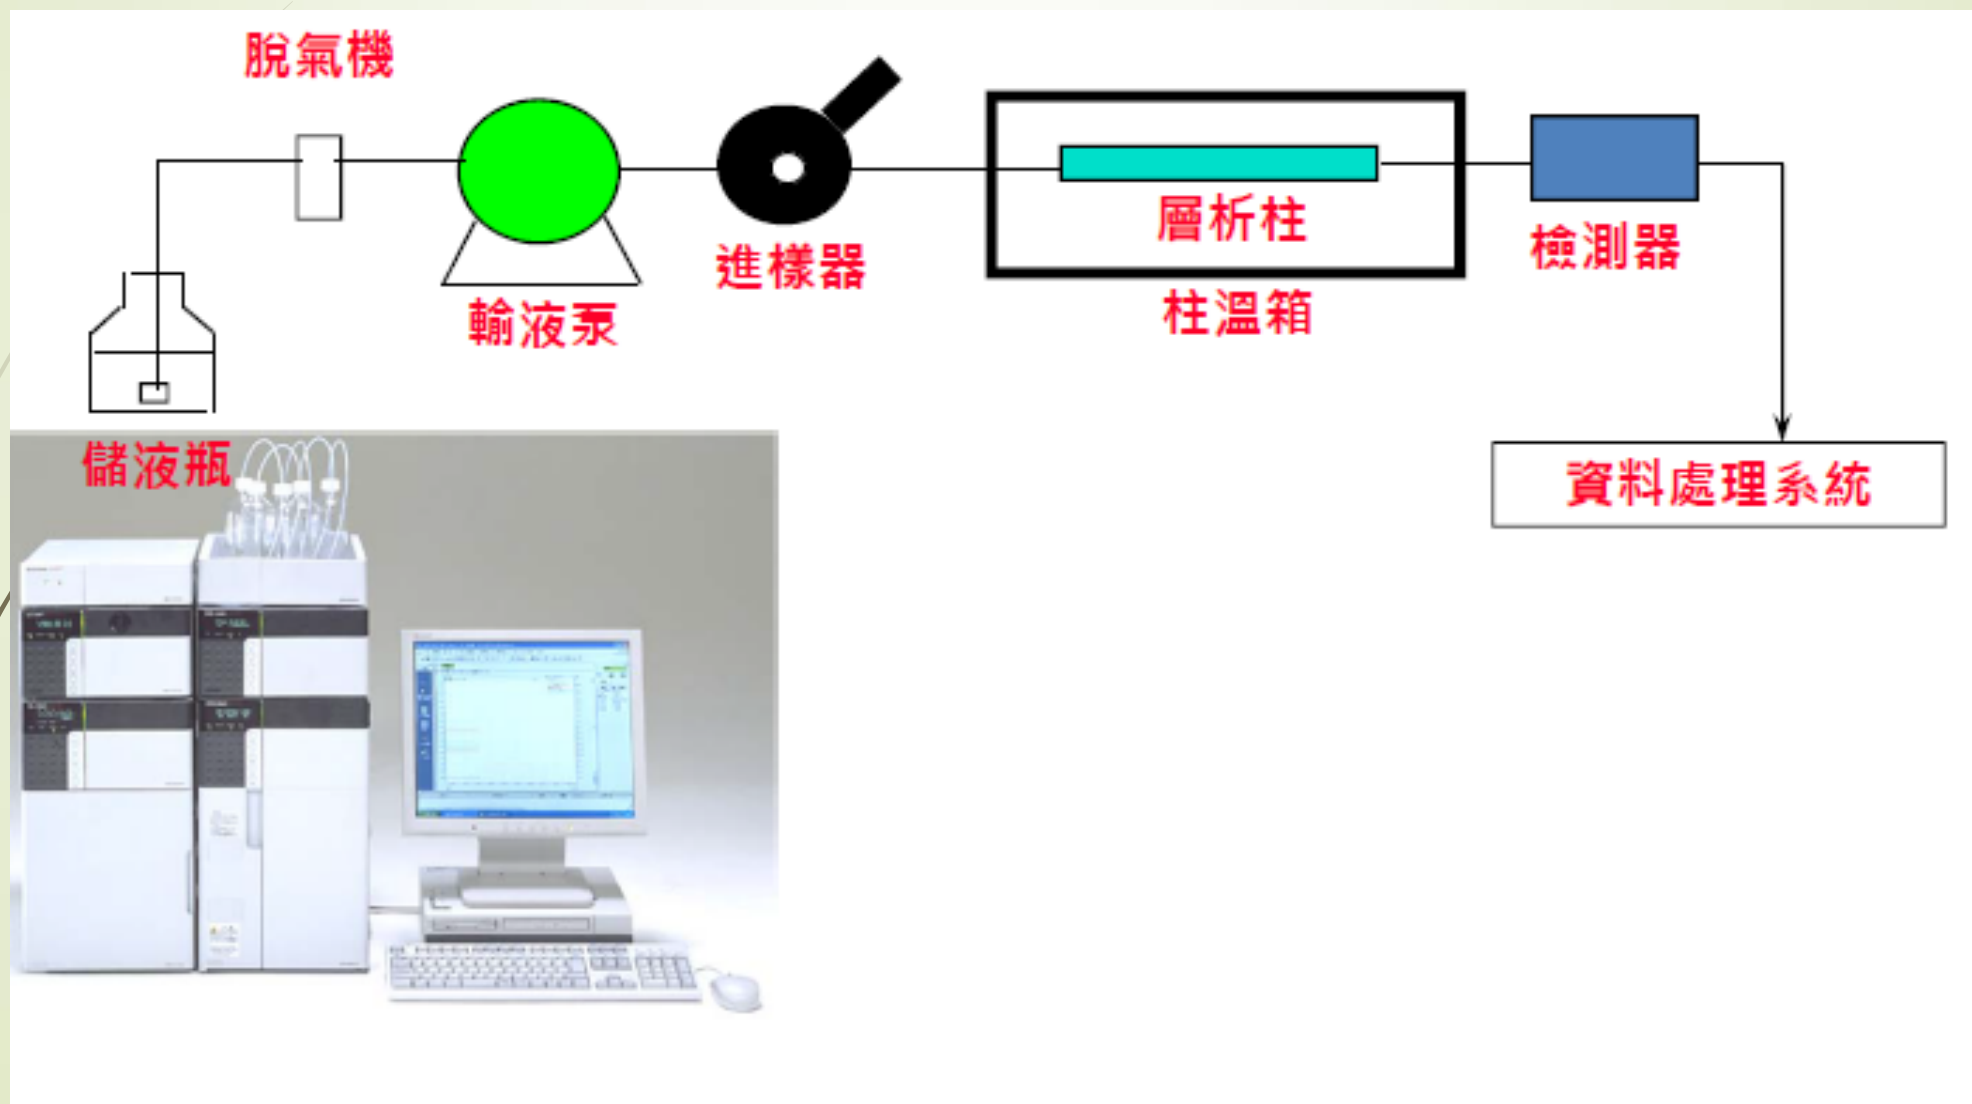 脫氣機
輸液泵
進樣器
層析柱
柱溫箱
檢測器
儲液瓶
資料處理系統